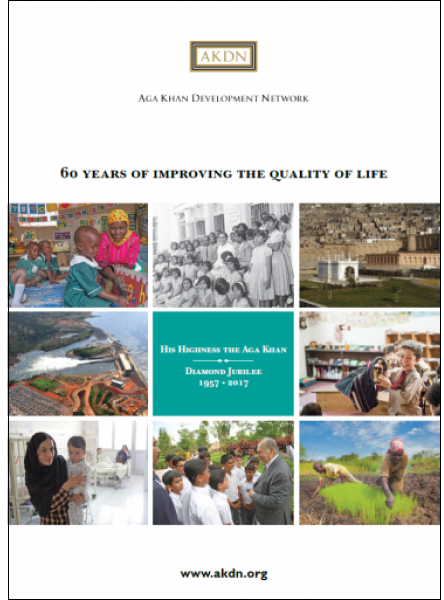 AKDN
AGA KHAN DEVELOPMENT NETWORK
60 YEARS OF IMPROVING THE QUALITY OF LIFE
HIS HIGHNESS THE AGA KHAN
DIAMOND JUBILEE
1957 • 2017
www.akdn.org